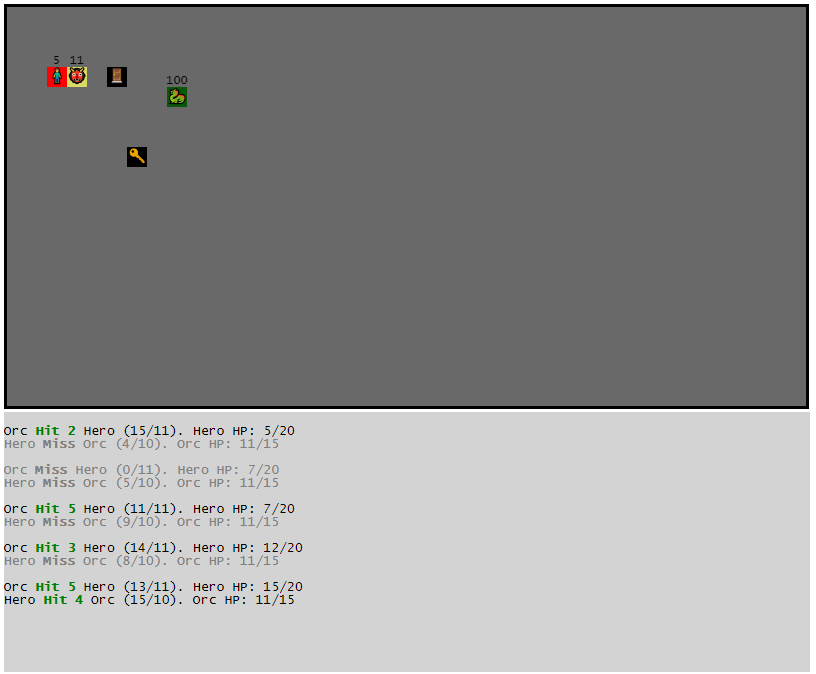 5 11
100
Orc Hit 2 Hero (15/11). Hero HP: 5/20
Hero Miss Orc (4/10). Orc HP: 11/15
Orc Miss Hero (0/11). Hero HP: 7/20
Hero Miss Orc (5/10). Orc HP: 11/15
Orc Hit 5 Hero (11/11). Hero HP: 7/20
Hero Miss Orc (9/10). Orc HP: 11/15
Orc Hit 3 Hero (14/11). Hero HP: 12/20
Hero Miss Orc (8/10). Orc HP: 11/15
Orc Hit 5 Hero (13/11). Hero HP: 15/20
Hero Hit 4 Orc (15/10). Orc HP: 11/15